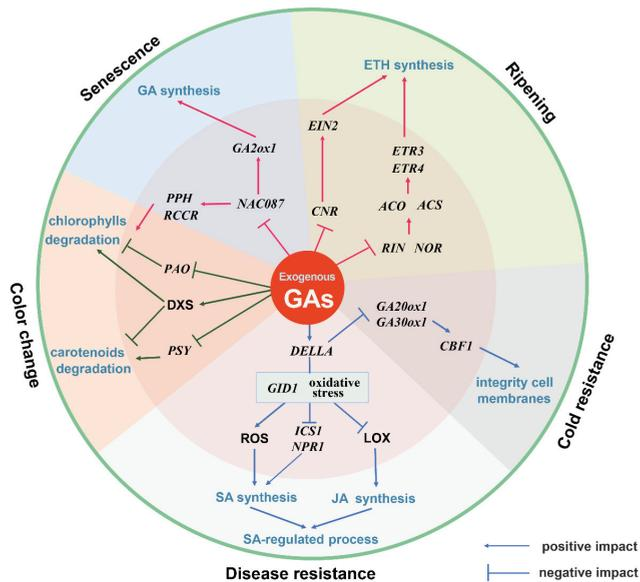 Senescence
Ripening
GA synthesis
ETH synthesis
EIN2
GA2ox1
ETR3
ETR4
PPH
RCCR
NAC087
CNR
ACO ACS
chlorophylls
degradation
RIN NOR
PAO
Exogenous
GAs
DXS
GA20ox1
GA30ox1
Color change
carotenoids
degradation
PSY
DELLA
CBF1
Cold resistance
integrity cell
membranes
GID1 oxidative
stress
ROS
ICS1
NPR1
LOX
SA synthesis
JA synthesis
SA-regulated process
Disease resistance
positive impact
negative impact